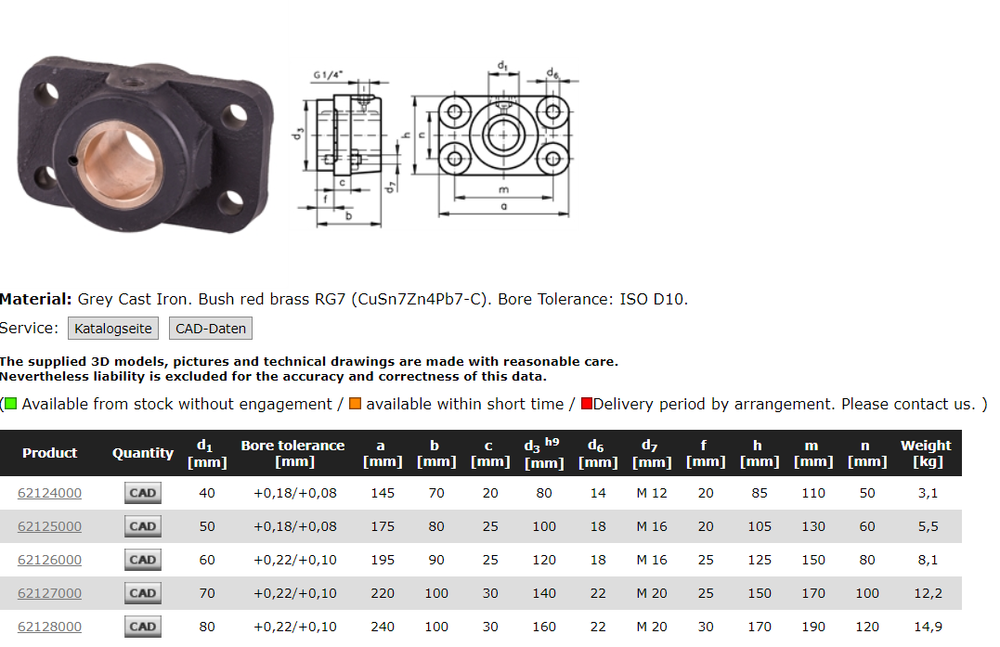 G1/4"
d1
d6
d3
h
n
d7
c
f
b
m
a
Material: Grey Cast Iron. Bush red brass RG7 (CuSn7Zn4Pb7-C). Bore Tolerance: ISO D10.
Service: Katalogseite CAD-Daten
The supplied 3D models, pictures and technical drawings are made with reasonable care.
Nevertheless liability is excluded for the accuracy and correctness of this data.
( Available from stock without engagement / available within short time / Delivery period by arrangement. Please contact us. )
Product Quantity d1 [mm] Bore tolerance [mm] a [mm] b [mm] c [mm] d3 h9 [mm] d6 [mm] d7 [mm] f [mm] h [mm] m [mm] n [mm] Weight [kg]
62124000 CAD 40 +0,18/+0,08 145 70 20 80 14 M 12 20 85 110 50 3,1
62125000 CAD 50 +0,18/+0,08 175 80 25 100 18 M 16 20 105 130 60 5,5
62126000 CAD 60 +0,22/+0,10 195 90 25 120 18 M 16 25 125 150 80 8,1
62127000 CAD 70 +0,22/+0,10 220 100 30 140 22 M 20 25 150 170 100 12,2
62128000 CAD 80 +0,22/+0,10 240 100 30 160 22 M 20 30 170 190 120 14,9